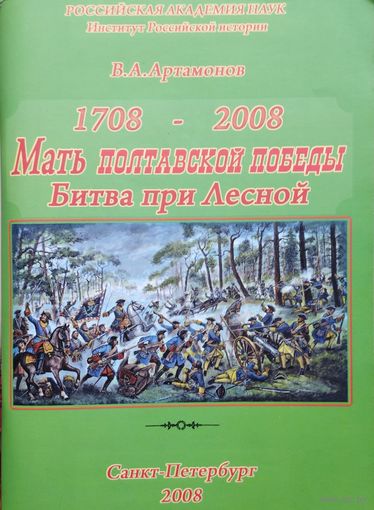 РОССИЙСКАЯ АКАДЕМИЯ НАУК
Институт Российской истории
В.А.Артамонов
1708 - 2008
Мать ПОЛТАВСКОЙ ПОБЕДЫ
Битва при Лесной
Санкт-Петербург
2008